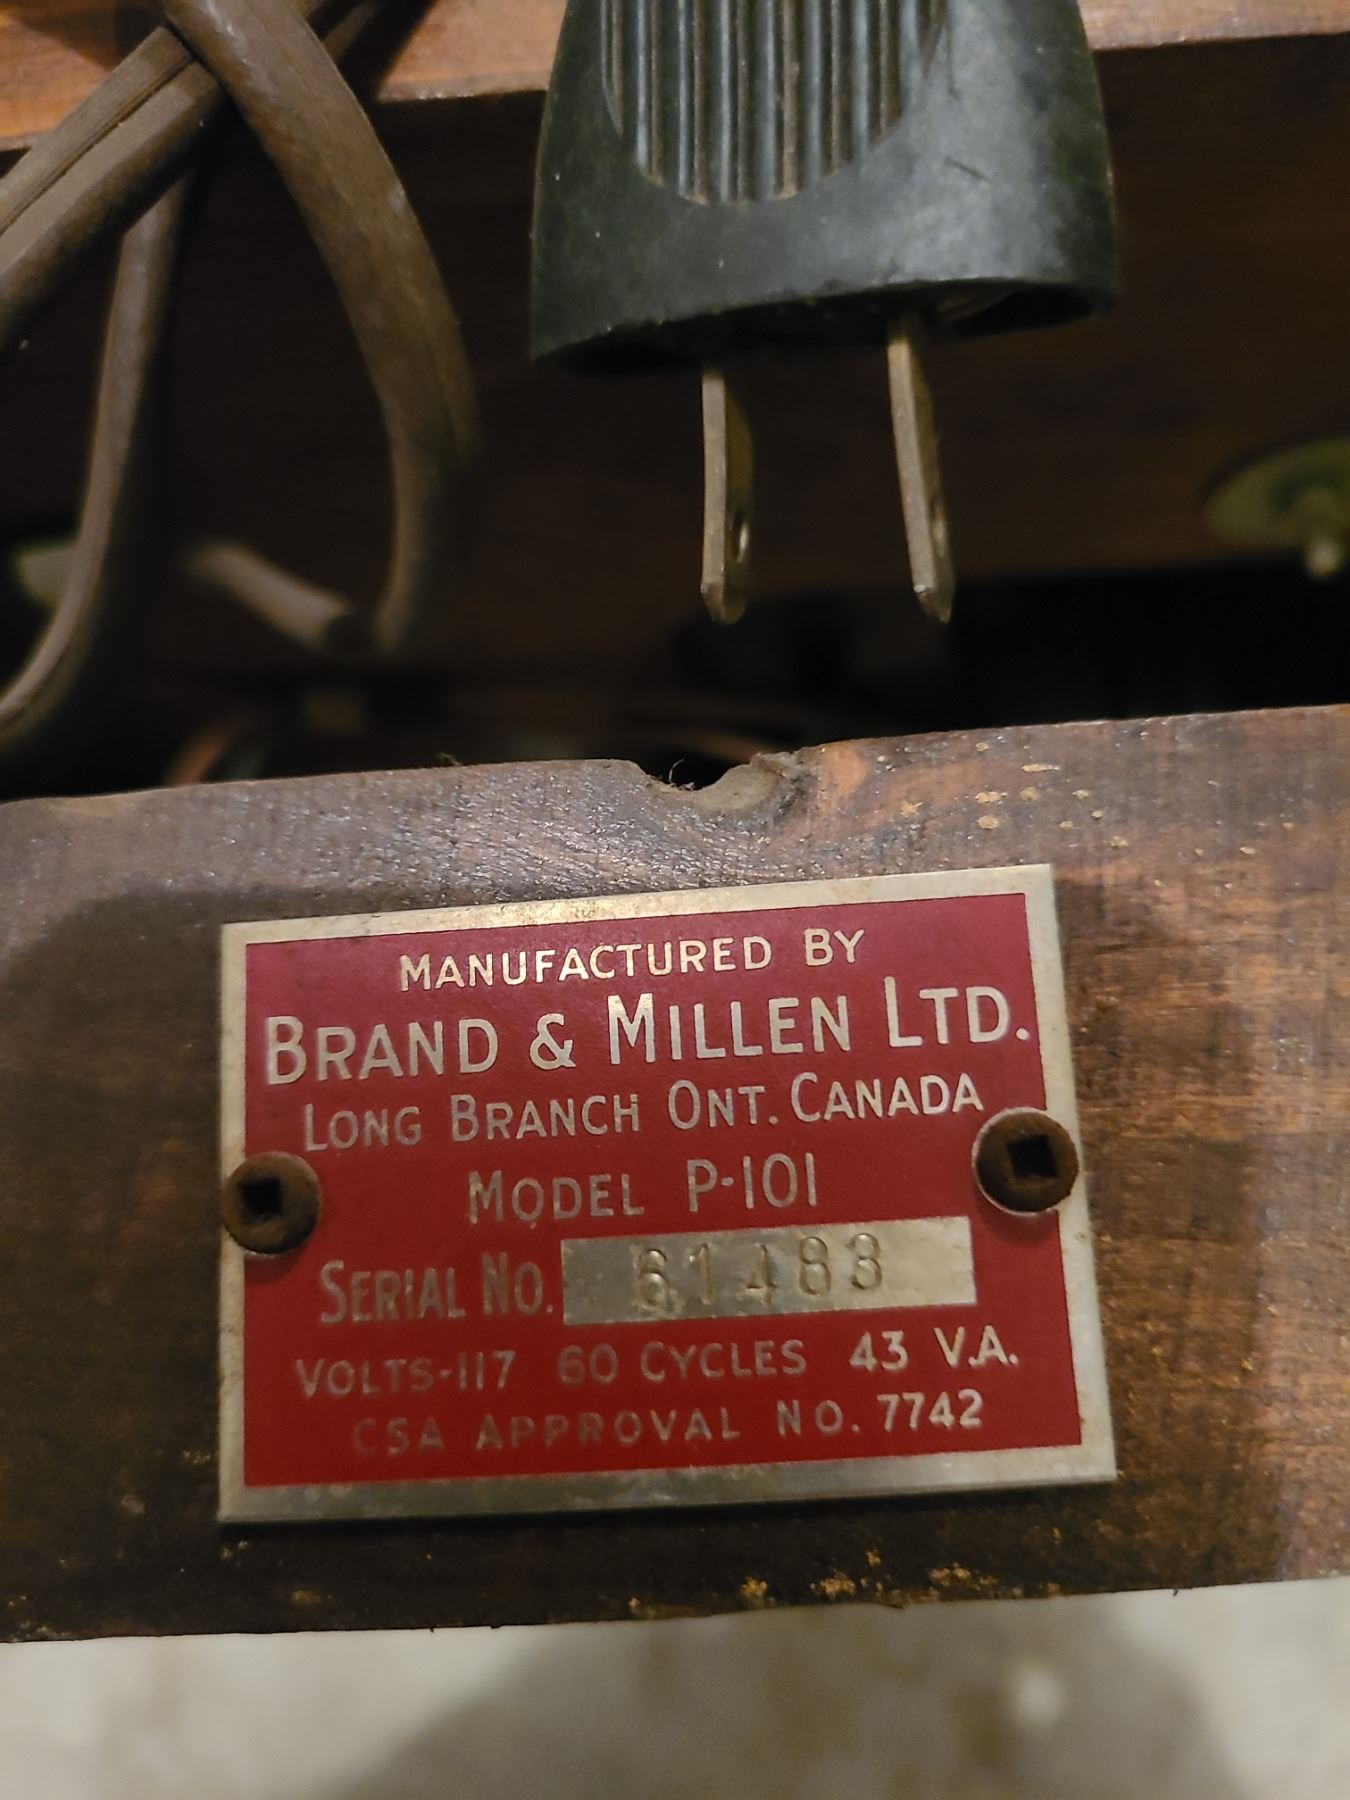 MANUFACTURED BY
BRAND & MILLEN LTD.
LONG BRANCH ONT. CANADA
MODEL P-101
SERIAL NO. 61483
VOLTS-117 60 CYCLES 43 V.A.
CSA APPROVAL NO. 7742